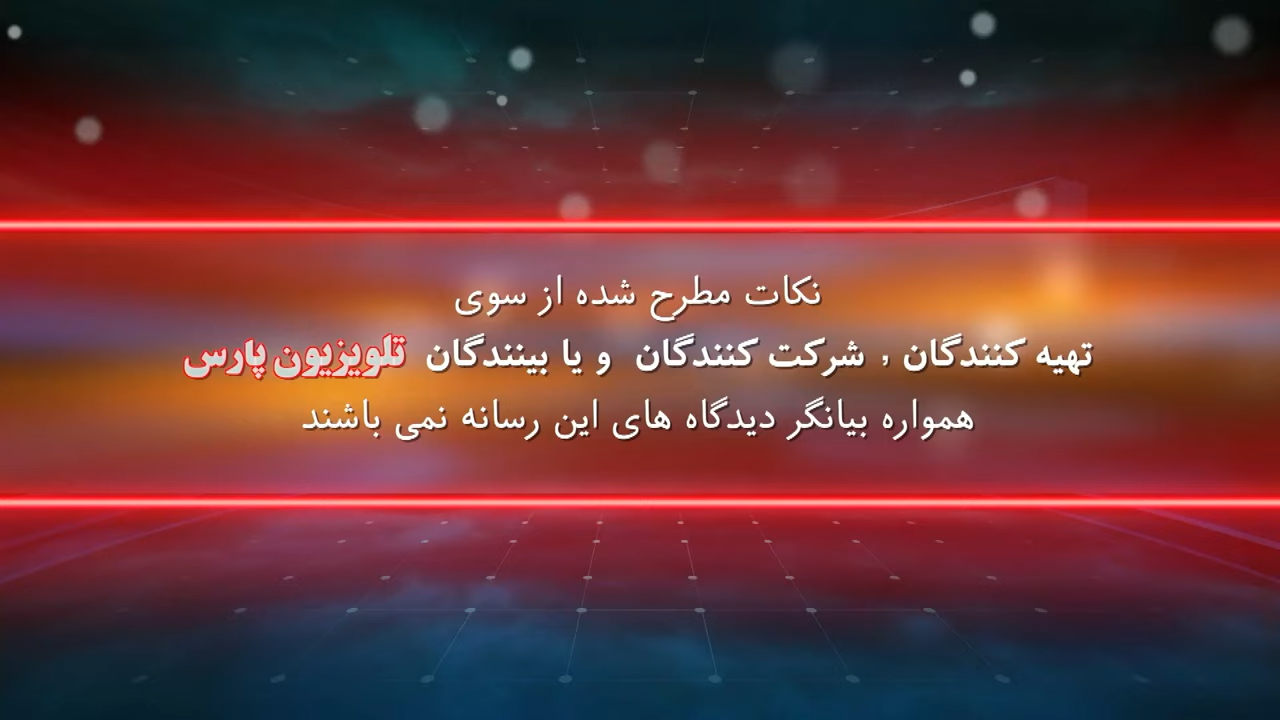 نکات مطرح شده از سوی
تهیه کنندگان , شرکت کنندگان و یا بینندگان تلویزیون پارس
همواره بیانگر دیدگاه های این رسانه نمی باشند